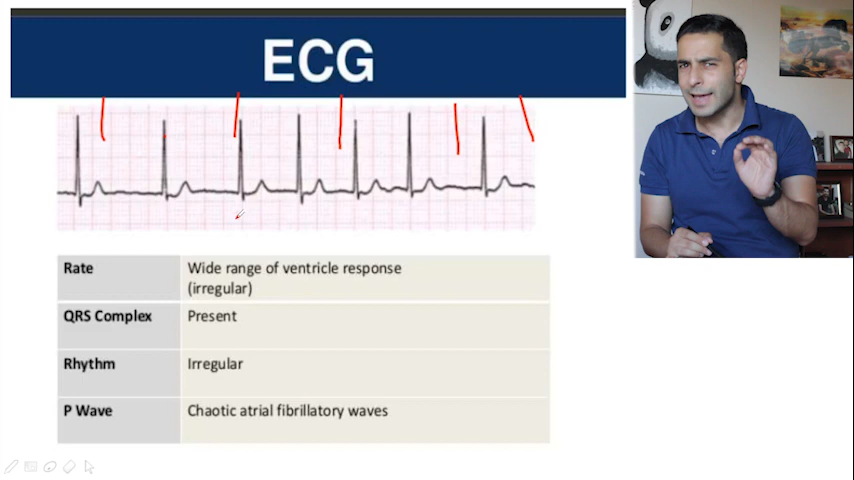 ECG
Rate Wide range of ventricle response
(irregular)
QRS Complex Present
Rhythm Irregular
P Wave Chaotic atrial fibrillatory waves